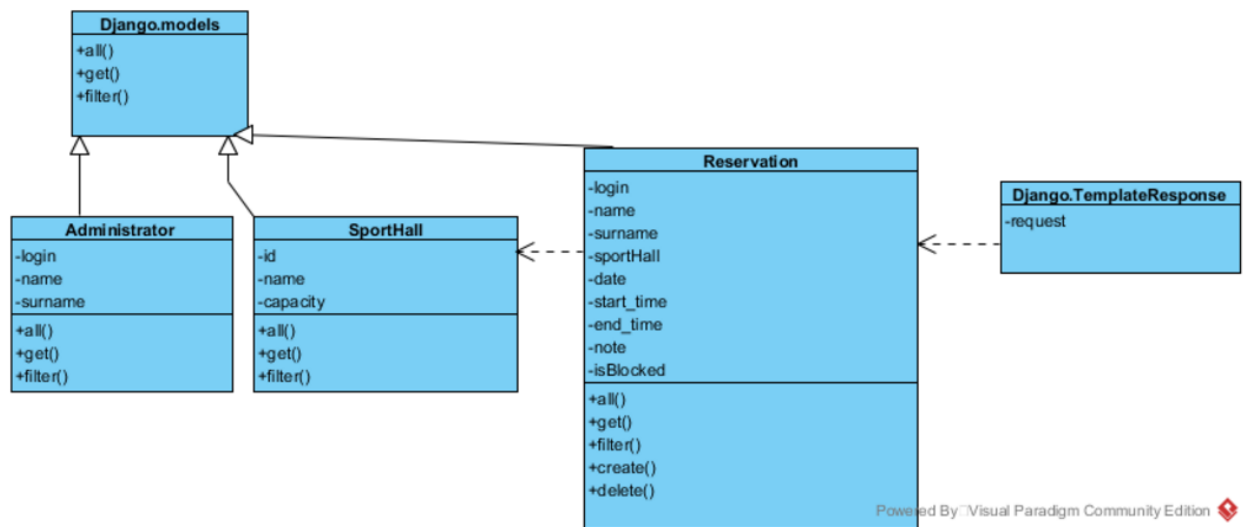 Django.models
+all()
+get()
+filter()
Administrator
-login
-name
-surname
+all()
+get()
+filter()
SportHall
-id
-name
-capacity
+all()
+get()
+filter()
Reservation
-login
-name
-surname
-sportHall
-date
-start_time
-end_time
-note
-isBlocked
+all()
+get()
+filter()
+create()
+delete()
Django.TemplateResponse
-request
Powered By□Visual Paradigm Community Edition